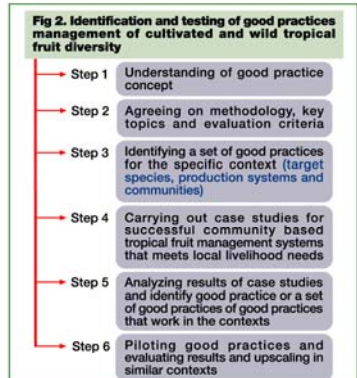 Fig 2. Identification and testing of good practices
management of cultivated and wild tropical
fruit diversity
Step 1
Understanding of good practice
concept
Step 2
Agreeing on methodology, key
topics and evaluation criteria
Step 3
Identifying a set of good practices
for the specific context (target
species, production systems and
communities)
Step 4
Carrying out case studies for
successful community based
tropical fruit management systems
that meets local livelihood needs
Step 5
Analyzing results of case studies
and identify good practice or a set
of good practices of good practices
that work in the contexts
Step 6
Piloting good practices and
evaluating results and upscaling in
similar contexts